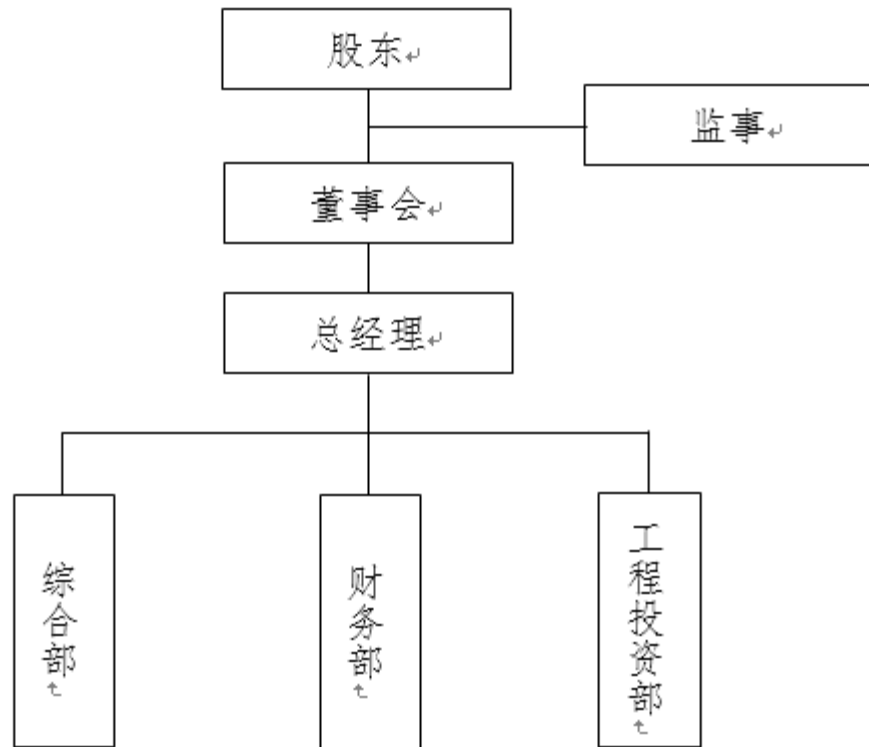 股东
监事
董事会
总经理
综合部
财务部
工程投资部